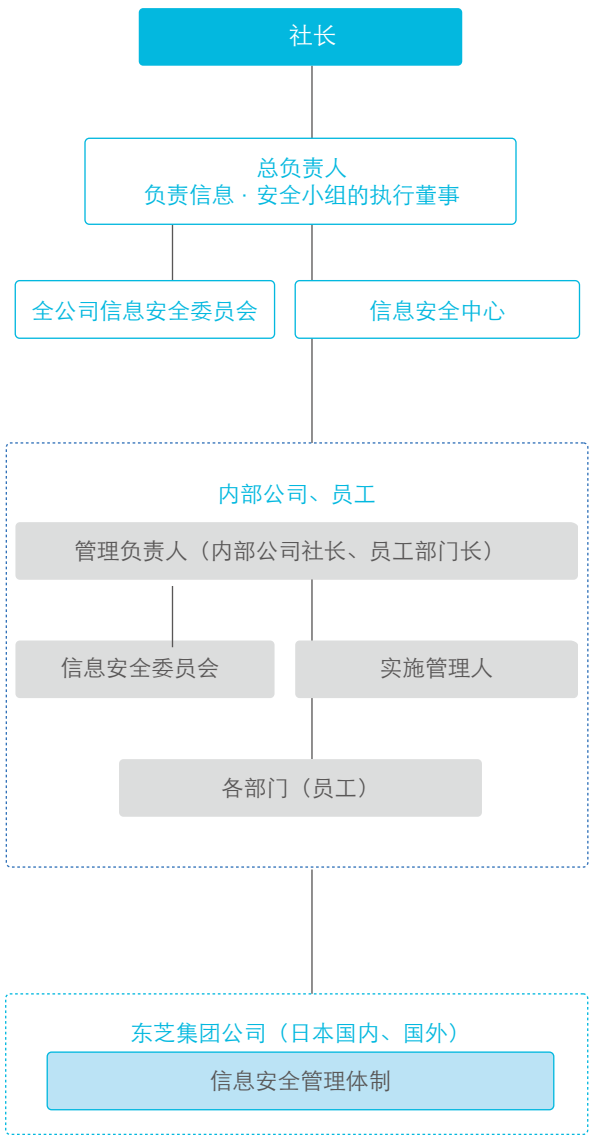 社长
总负责人
负责信息 · 安全小组的执行董事
全公司信息安全委员会
信息安全中心
内部公司、员工
管理负责人（内部公司社长、员工部门长）
信息安全委员会
实施管理人
各部门（员工）
东芝集团公司（日本国内、国外）
信息安全管理体制